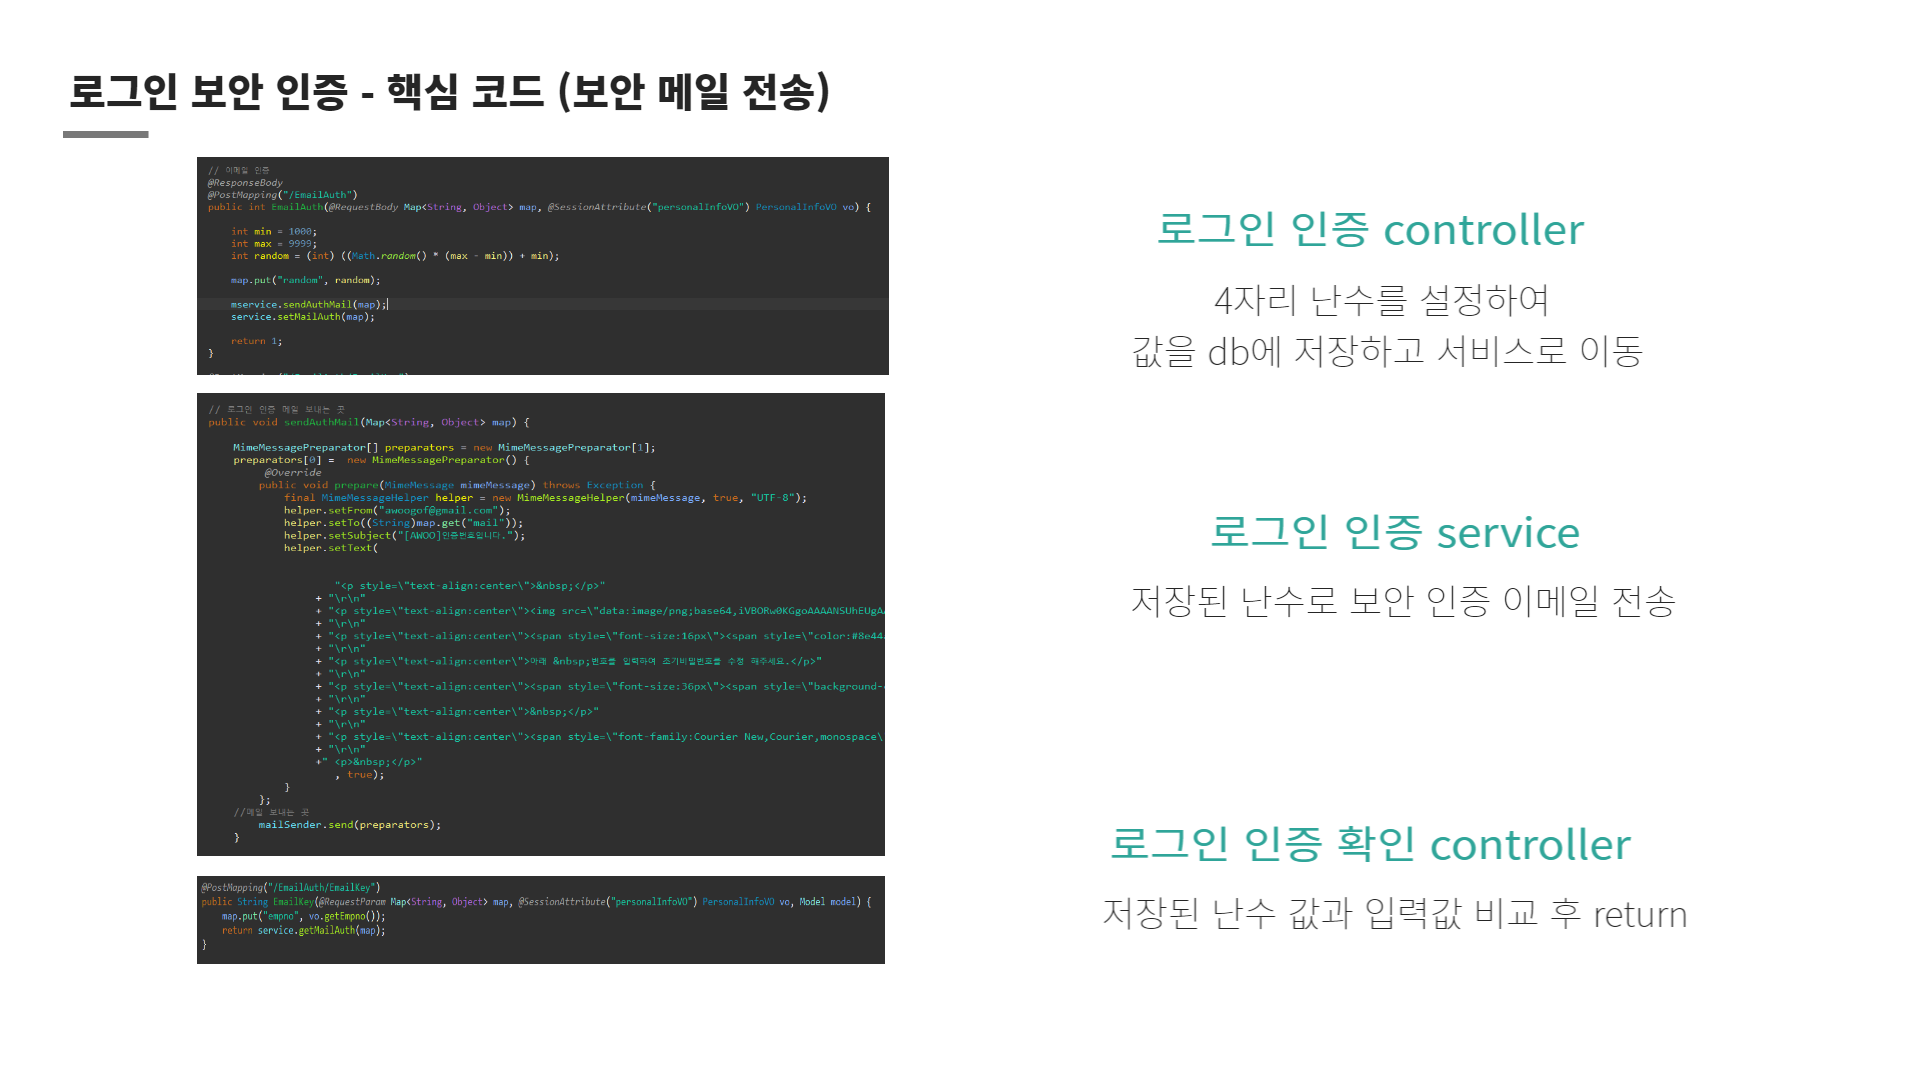 로그인 보안 인증 - 핵심 코드 (보안 메일 전송)
// 이메일 인증
@ResponseBody
@PostMapping("/EmailAuth")
public int EmailAuth(@RequestBody Map<String, Object> map, @SessionAttribute("personalInfoVO") PersonalInfoVO vo) {
int min = 1000;
int max = 9999;
int random = (int) ((Math.random() * (max - min)) + min);
map.put("random", random);
mservice.sendAuthMail(map);
service.setMailAuth(map);
return 1;
}
// 로그인 인증 메일 보내는 곳
public void sendAuthMail(Map<String, Object> map) {
MimeMessagePreparator[] preparators = new MimeMessagePreparator[1];
preparators[0] =  new MimeMessagePreparator() {
@Override
public void prepare(MimeMessage mimeMessage) throws Exception {
final MimeMessageHelper helper = new MimeMessageHelper(mimeMessage, true, "UTF-8");
helper.setFrom("awoogof@gmail.com");
helper.setTo((String)map.get("mail"));
helper.setSubject("[AWOO]인증번호입니다.");
helper.setText(
"<p style=\"text-align:center\">&nbsp;</p>"
+ "\r\n"
+ "<p style=\"text-align:center\"><img src=\"data:image/png;base64,iVBORw0KGgoAAAANSUhEUgAA
+ "\r\n"
+ "<p style=\"text-align:center\"><span style=\"font-size:16px\"><span style=\"color:#8e44
+ "\r\n"
+ "<p style=\"text-align:center\">아래 &nbsp;번호를 입력하여 초기비밀번호를 수정 해주세요.</p>"
+ "\r\n"
+ "<p style=\"text-align:center\"><span style=\"font-size:36px\"><span style=\"background-
+ "\r\n"
+ "<p style=\"text-align:center\">&nbsp;</p>"
+ "\r\n"
+ "<p style=\"text-align:center\"><span style=\"font-family:Courier New,Courier,monospace\
+ "\r\n"
+" <p>&nbsp;</p>"
, true);
}
};
//메일 보내는 곳
mailSender.send(preparators);
}
@PostMapping("/EmailAuth/EmailKey")
public String EmailKey(@RequestParam Map<String, Object> map, @SessionAttribute("personalInfoVO") PersonalInfoVO vo, Model model) {
map.put("empno", vo.getEmpno());
return service.getMailAuth(map);
}
로그인 인증 controller
4자리 난수를 설정하여
값을 db에 저장하고 서비스로 이동
로그인 인증 service
저장된 난수로 보안 인증 이메일 전송
로그인 인증 확인 controller
저장된 난수 값과 입력값 비교 후 return